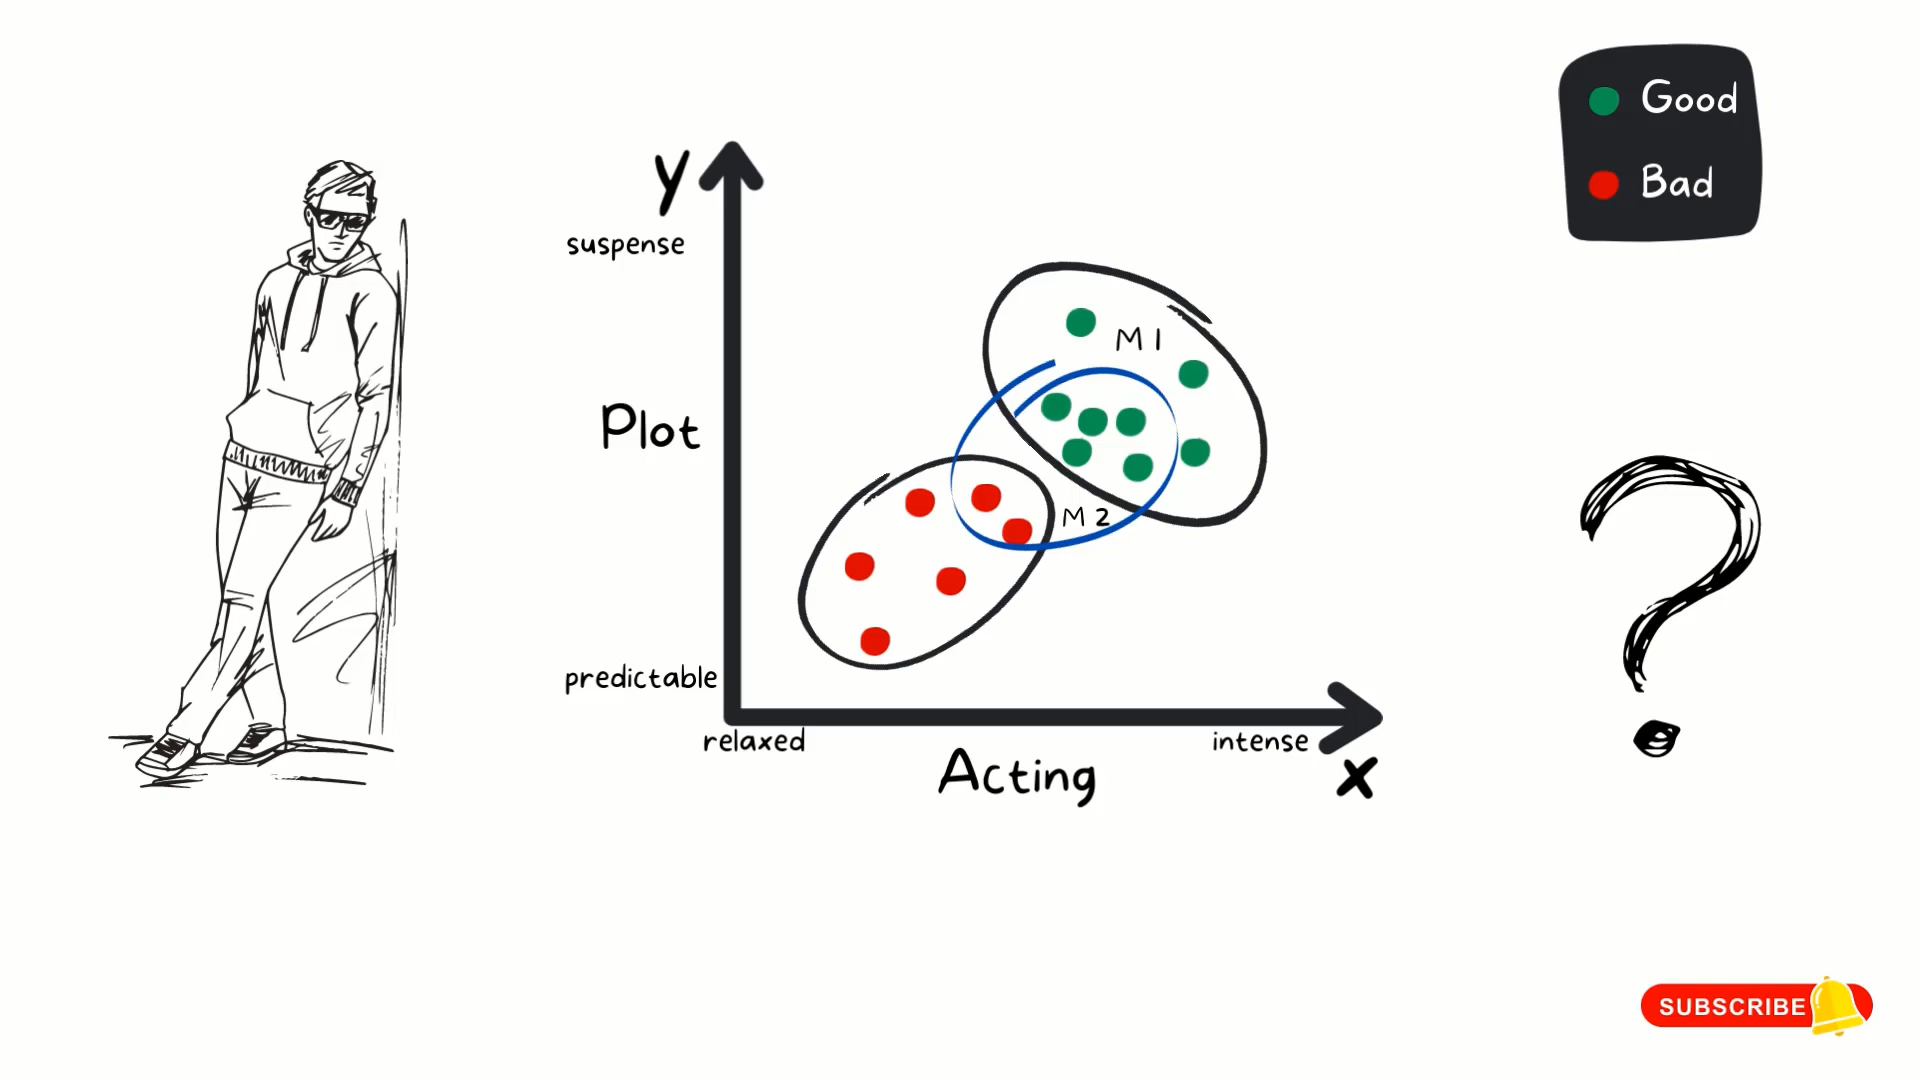 Good
Bad
y
suspense
M 1
Plot
M 2
predictable
relaxed
intense
Acting
x
?
SUBSCRIBE